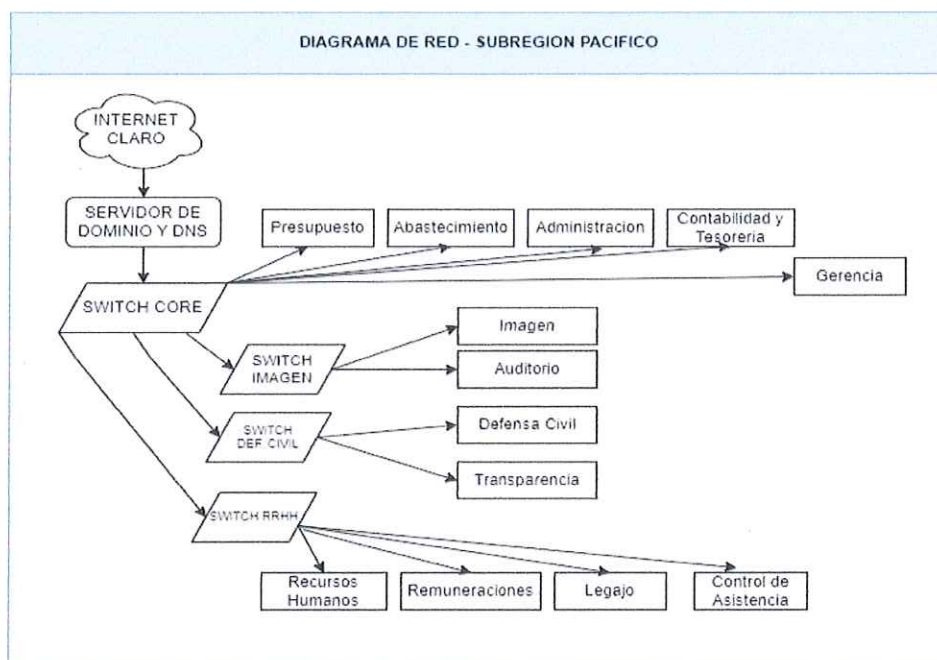 DIAGRAMA DE RED - SUBREGION PACIFICO
INTERNET
CLARO
SERVIDOR DE
DOMINIO Y DNS
Presupuesto
Abastecimiento
Administracion
Contabilidad y
Tesoreria
Gerencia
SWITCH CORE
Imagen
SWITCH
IMAGEN
Auditorio
SWITCH
DEF. CIVIL
Defensa Civil
Transparencia
SWITCH RRHH
Recursos
Humanos
Remuneraciones
Legajo
Control de
Asistencia